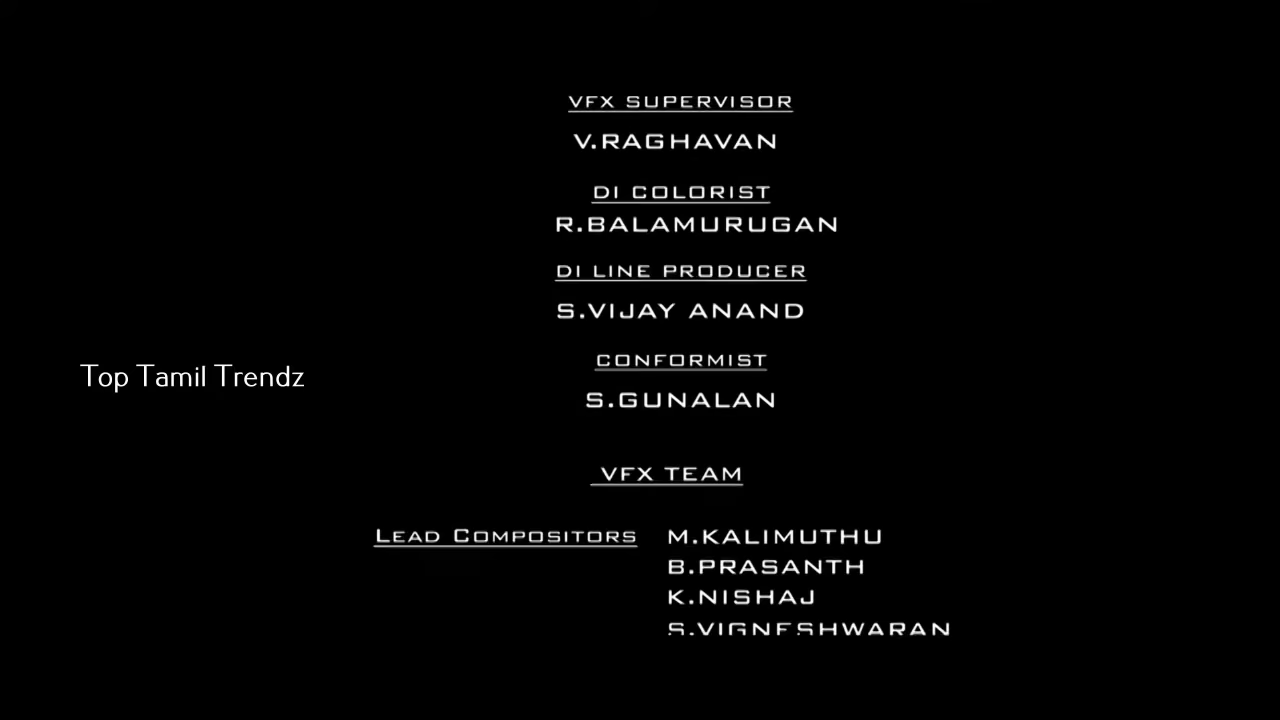 VFX SUPERVISOR
V.RAGHAVAN
DI COLORIST
R.BALAMURUGAN
DI LINE PRODUCER
S.VIJAY ANAND
CONFORMIST
S.GUNALAN
Top Tamil Trendz
VFX TEAM
LEAD COMPOSITORS M.KALIMUTHU
B.PRASANTH
K.NISHAJ
S.VIGNESHWARAN